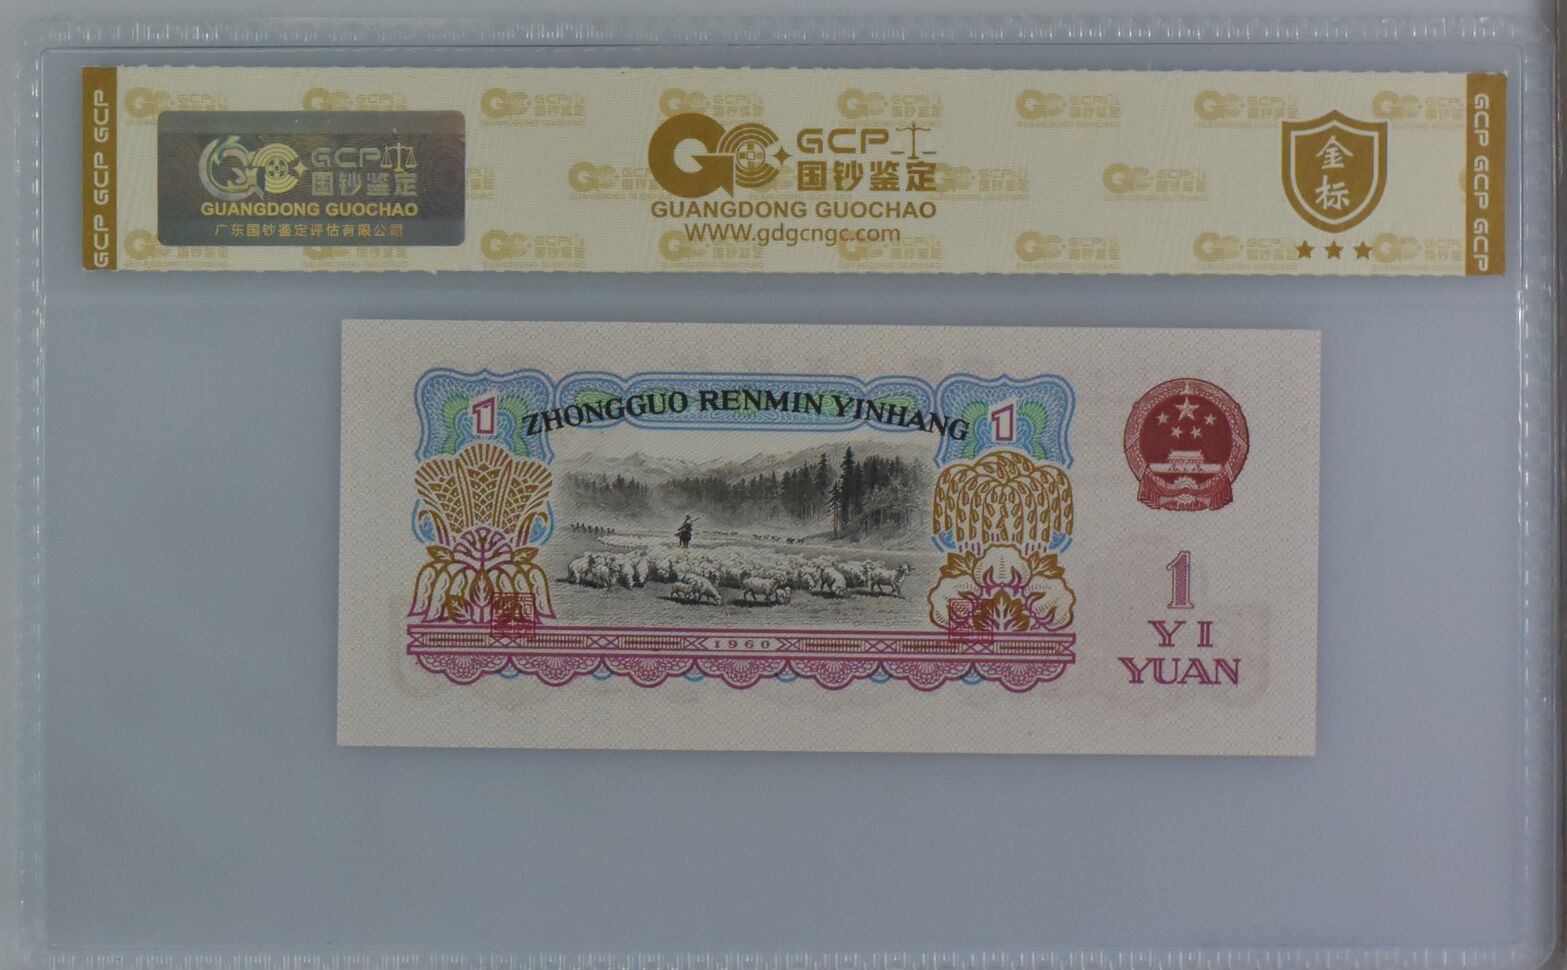 GCP GCP GCP
GCP
国钞鉴定
GUANGDONG GUOCHAO
广东国钞鉴定评估有限公司
GCP
国钞鉴定
GUANGDONG GUOCHAO
www.gdgcngc.com
金
标
GCP GCP GCP
ZHONGGUO RENMIN YINHANG
1
1
1960
1
YI
YUAN